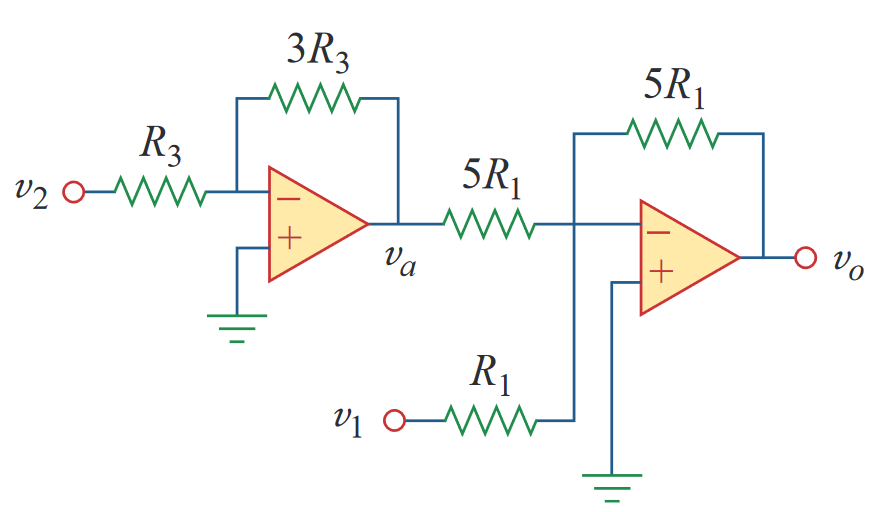 3R₃
5R₁
R₃
v₂
−
+
5R₁
vₐ
−
+
vₒ
R₁
v₁